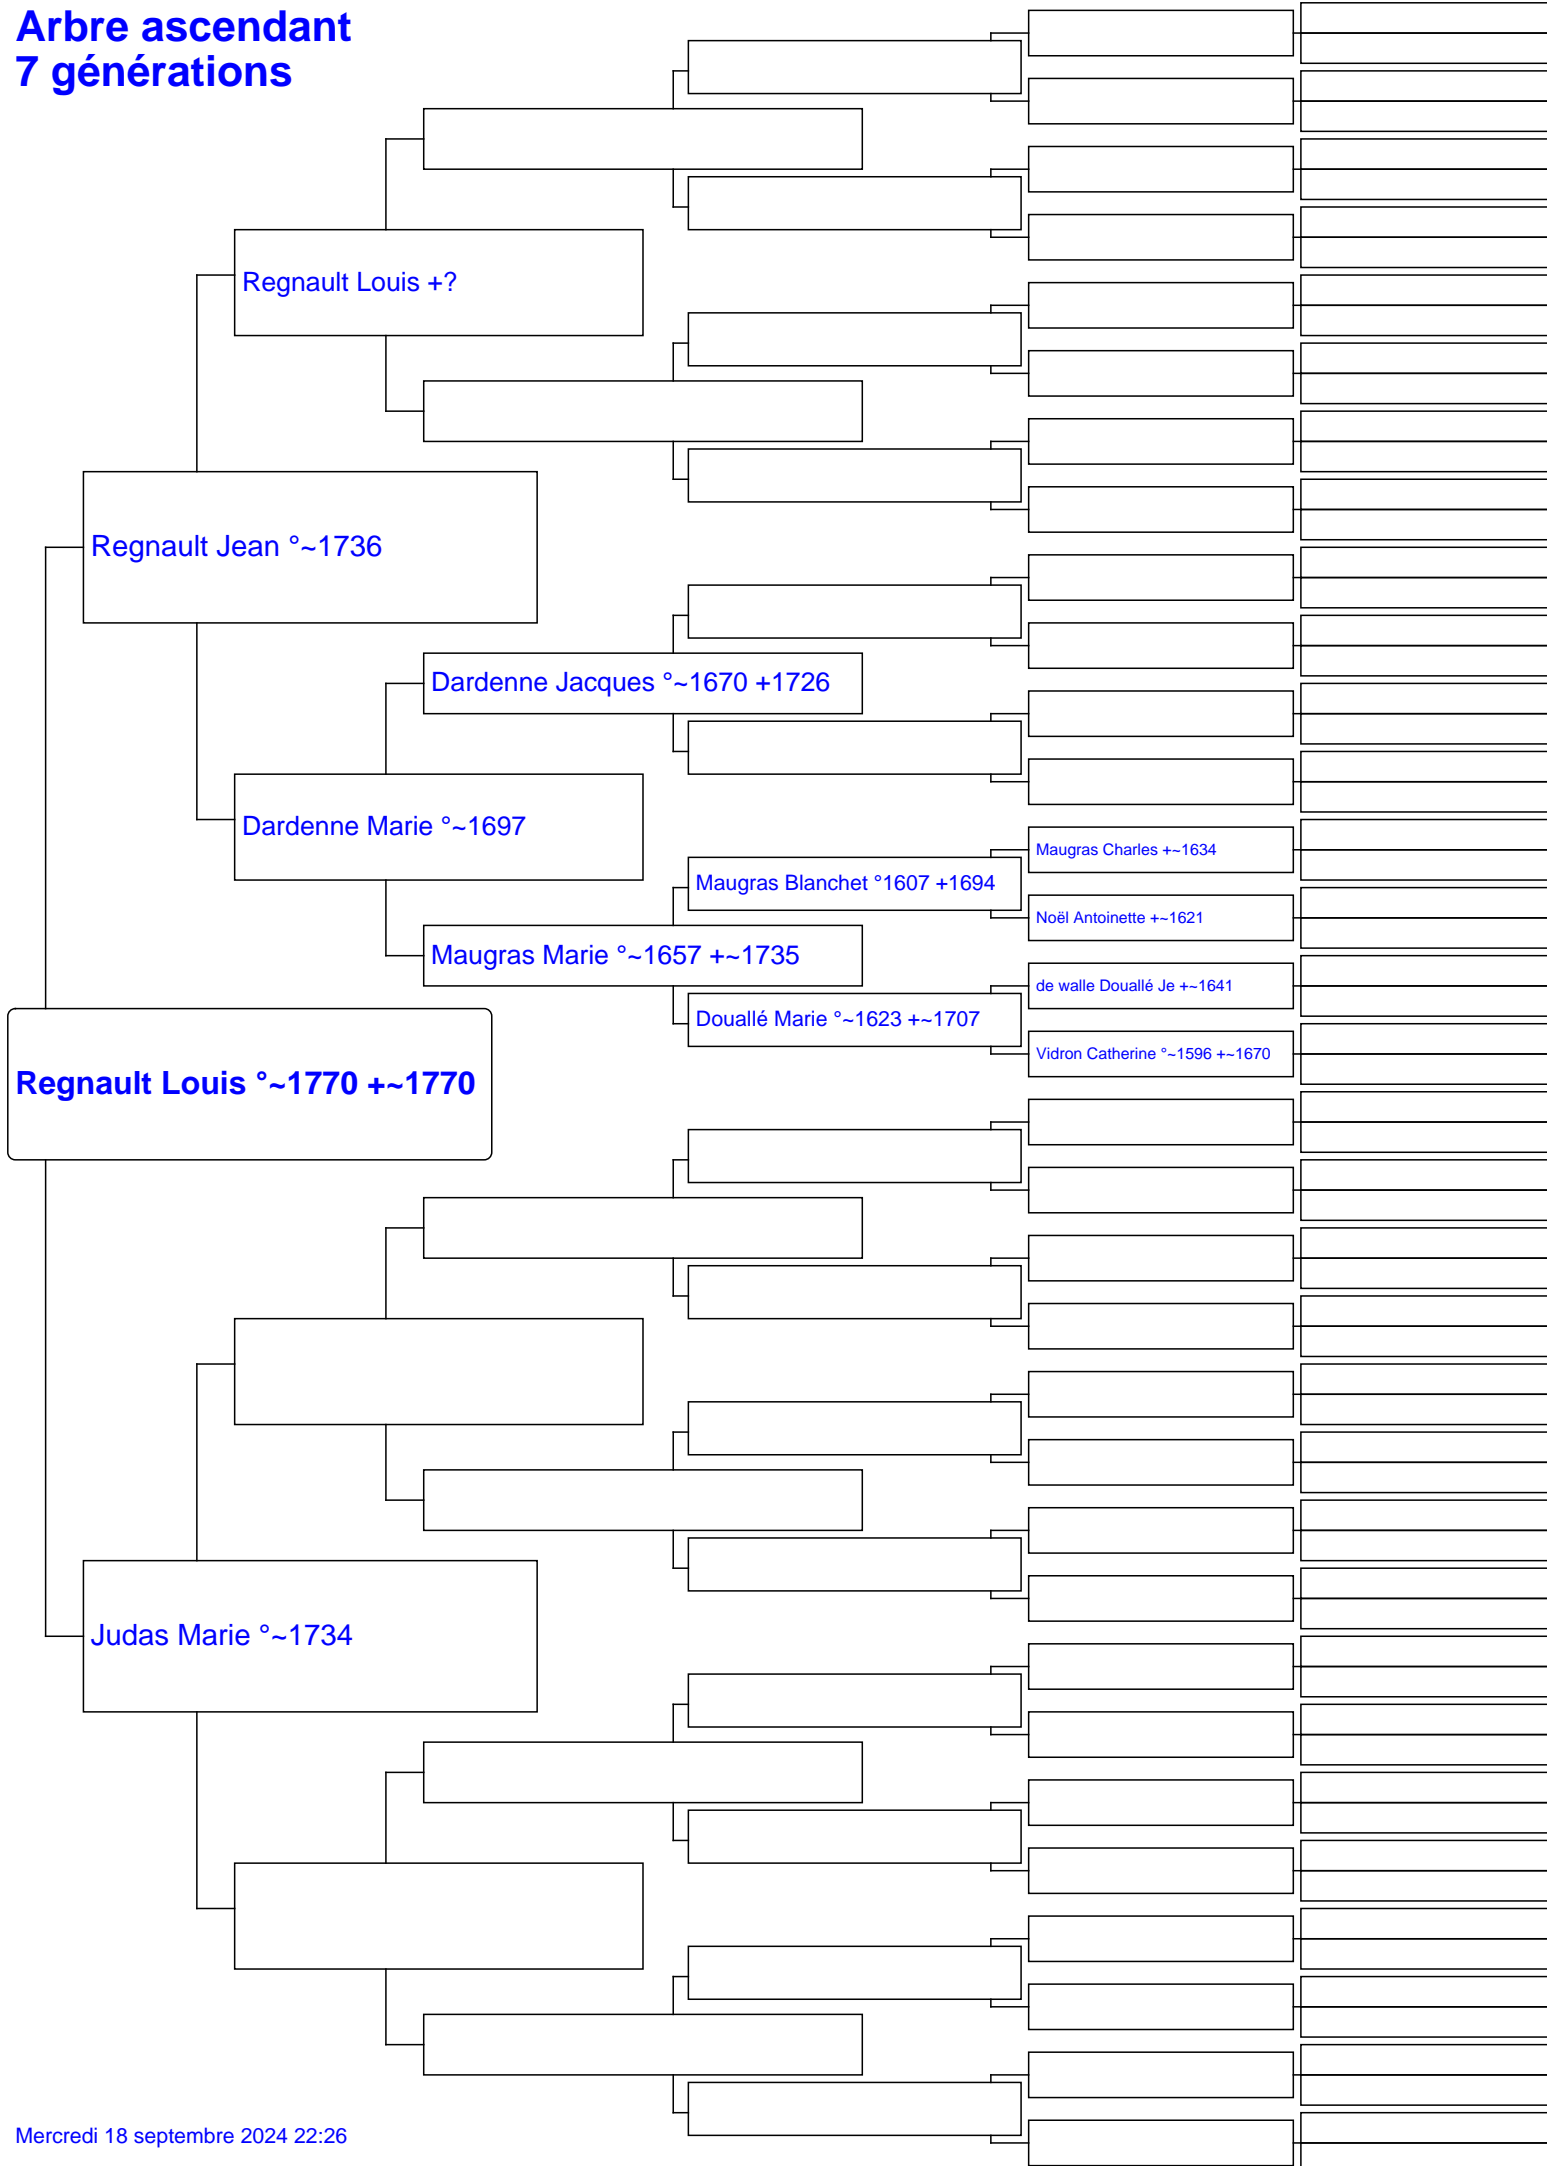 Arbre ascendant
7 générations
Regnault Louis +?
Regnault Jean °~1736
Dardenne Jacques °~1670 +1726
Dardenne Marie °~1697
Maugras Charles +~1634
Maugras Blanchet °1607 +1694
Noël Antoinette +~1621
Maugras Marie °~1657 +~1735
de walle Douallé Je +~1641
Douallé Marie °~1623 +~1707
Vidron Catherine °~1596 +~1670
Regnault Louis °~1770 +~1770
Judas Marie °~1734
Mercredi 18 septembre 2024 22:26